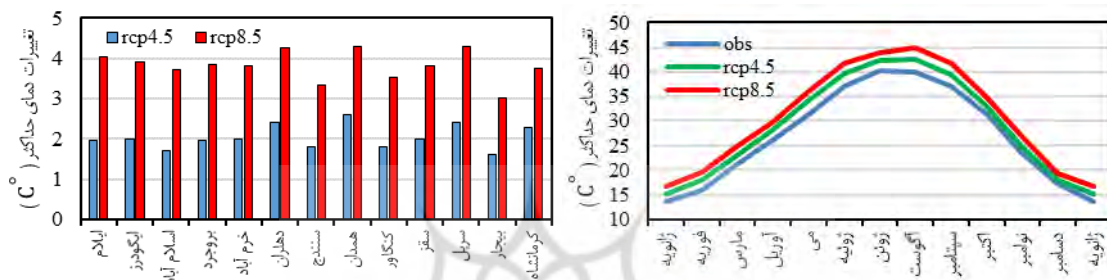 تغییرات دمای حداکثر ( C° )
5
4
3
2
1
0
rcp4.5
rcp8.5
ایلام
الیگودرز
اسلام آباد
بروجرد
خرم آباد
دهلران
سنندج
همدان
کنگاور
سقز
سرپل
بیجار
کرمانشاه
تغییرات دمای حداکثر ( C° )
50
45
40
35
30
25
20
15
10
obs
rcp4.5
rcp8.5
ژانویه
فوریه
مارس
آوریل
می
ژوئیه
ژوئن
آگوست
سپتامبر
اکتبر
نوامبر
دسامبر
ژانویه